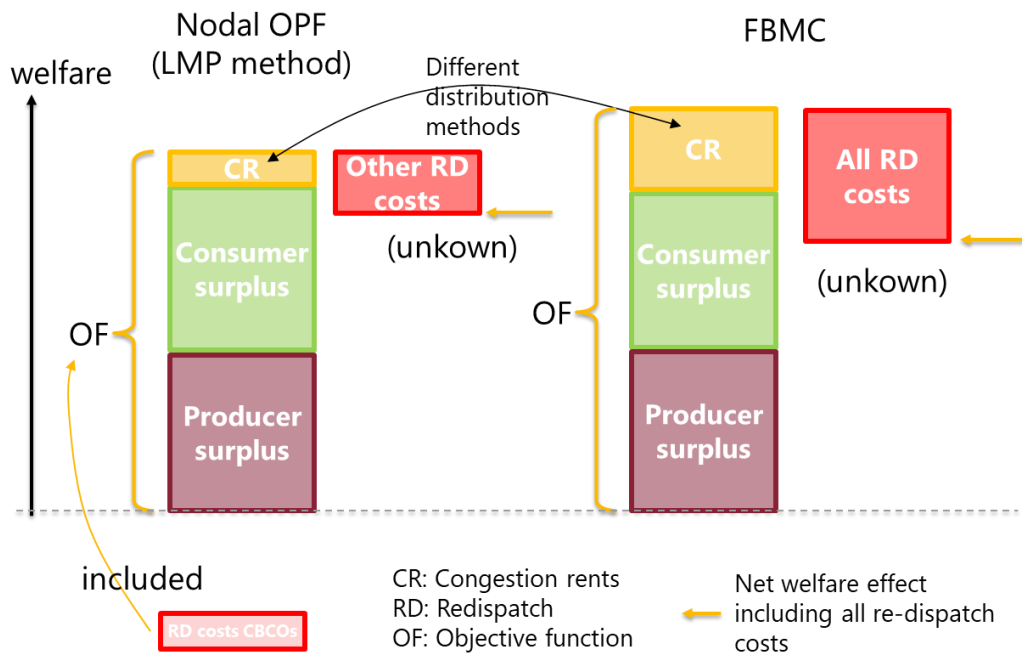 Nodal OPF
(LMP method)
FBMC
welfare
Different
distribution
methods
CR
Other RD
costs
(unkown)
Consumer
surplus
OF
Producer
surplus
CR
All RD
costs
(unkown)
Consumer
surplus
OF
Producer
surplus
included
RD costs CBCOs
CR: Congestion rents
RD: Redispatch
OF: Objective function
Net welfare effect
including all re-dispatch
costs